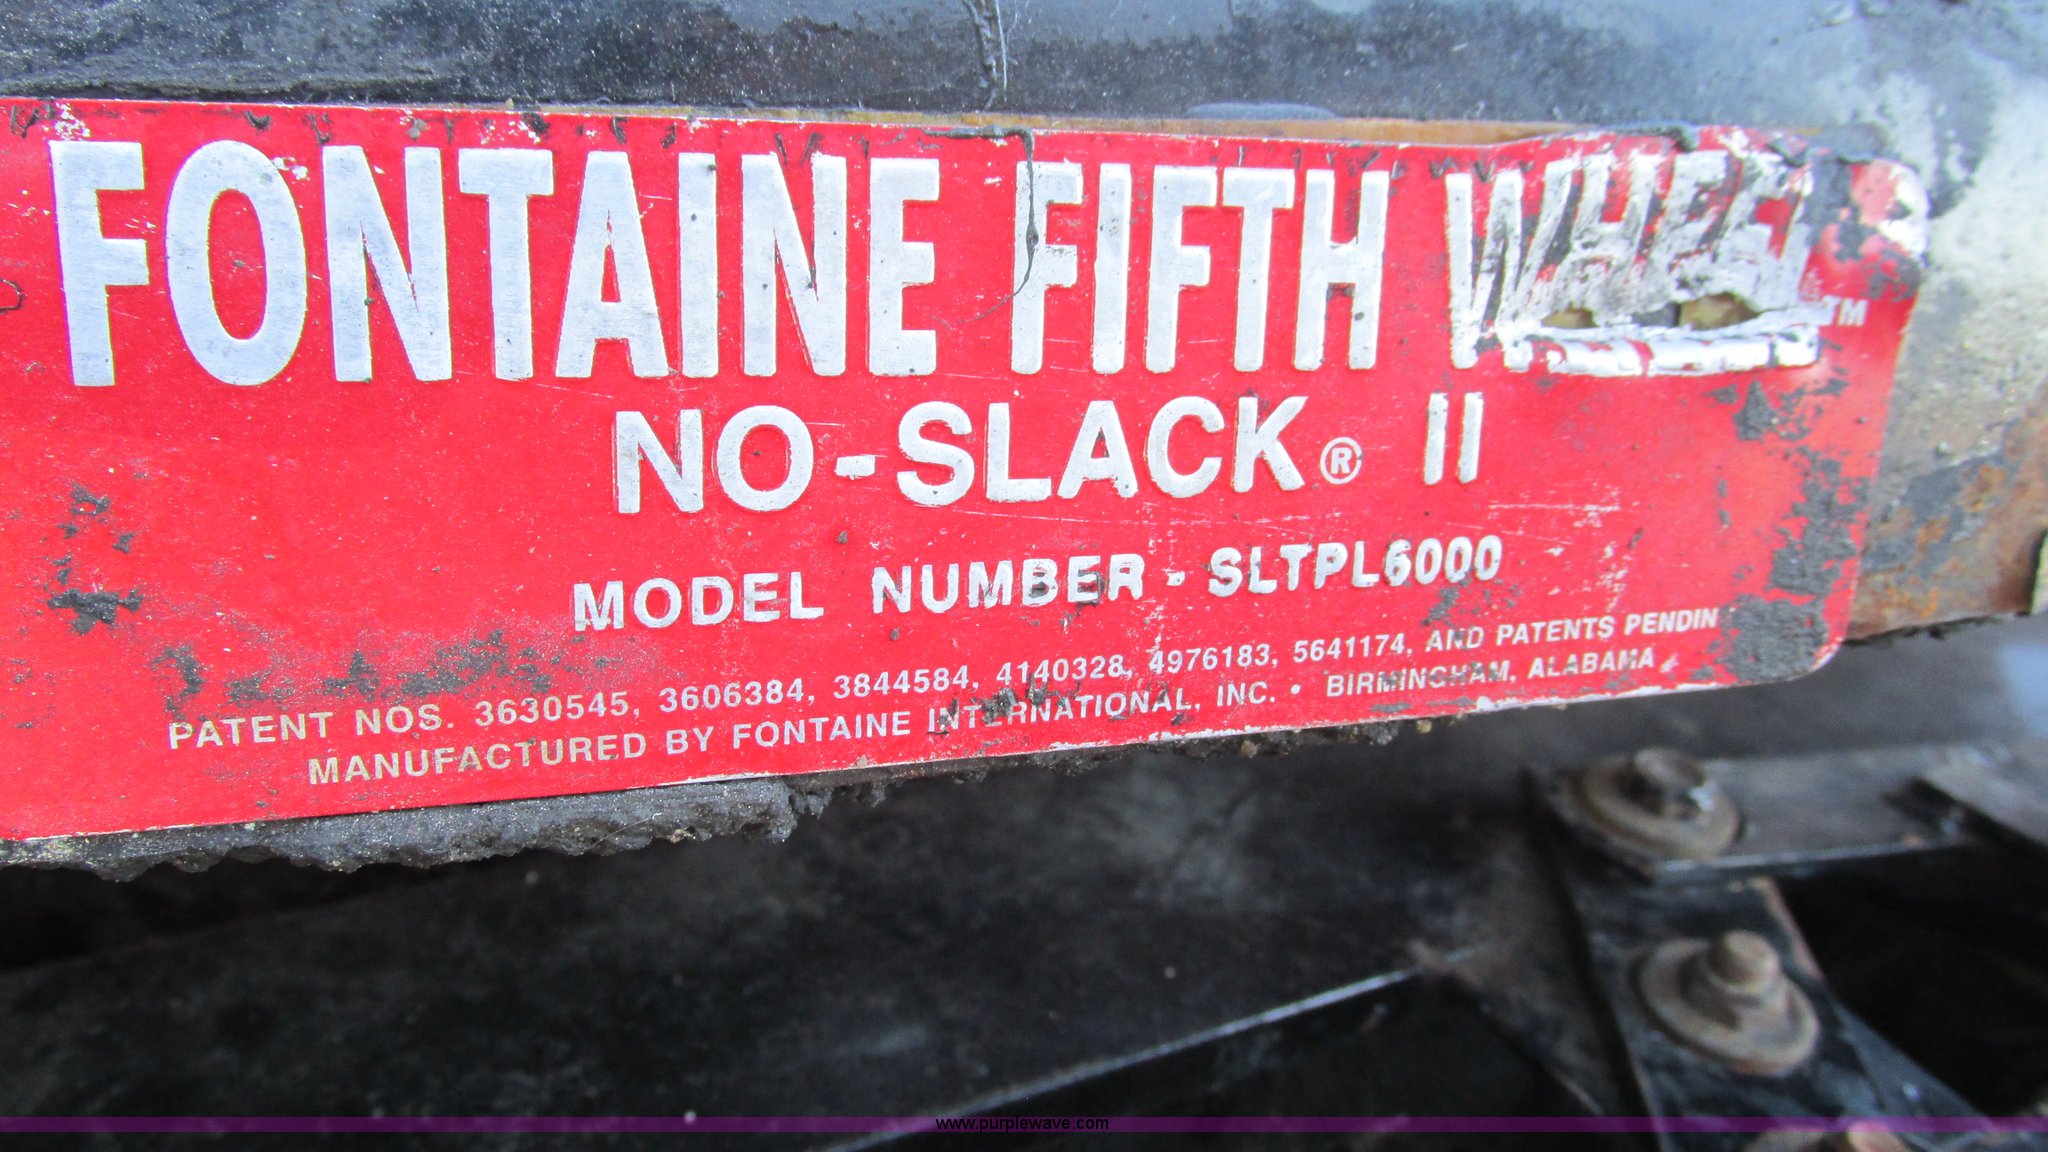 FONTAINE FIFTH WHEEL™
NO-SLACK® II
MODEL NUMBER - SLTPL6000
PATENT NOS. 3630545, 3606384, 3844584, 4140328, 4976183, 5641174, AND PATENTS PENDIN
MANUFACTURED BY FONTAINE INTERNATIONAL, INC. • BIRMINGHAM, ALABAMA
www.purplewave.com